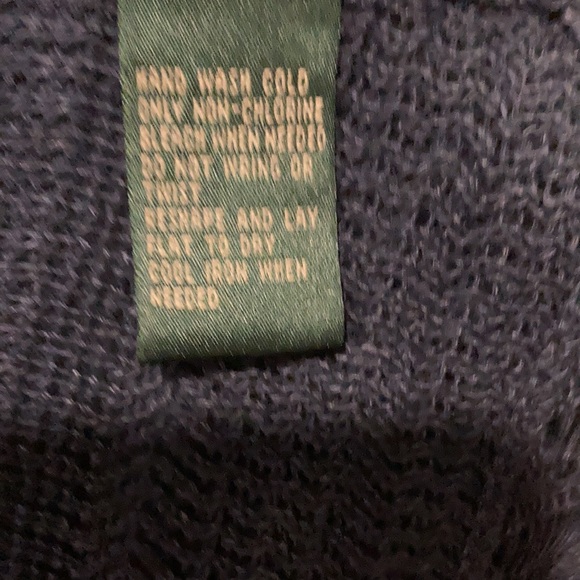 HAND WASH COLD
ONLY NON-CHLORINE
BLEACH WHEN NEEDED
DO NOT WRING OR
TWIST
RESHAPE AND LAY
FLAT TO DRY
COOL IRON WHEN
NEEDED